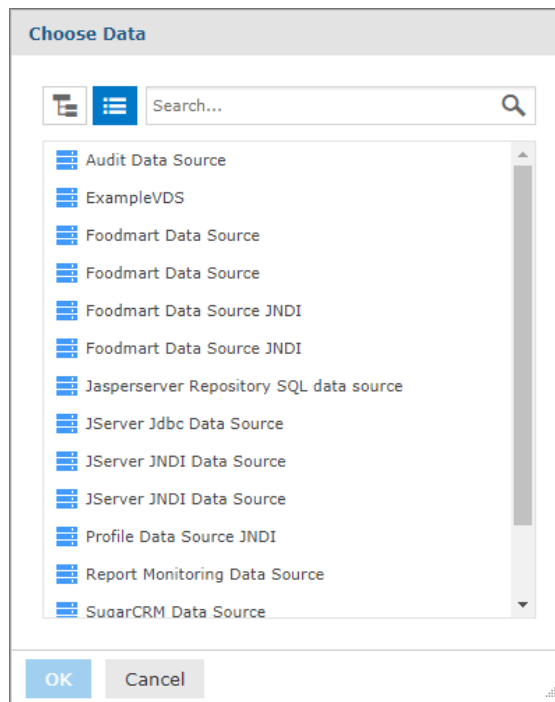 Choose Data
Search...
Audit Data Source
ExampleVDS
Foodmart Data Source
Foodmart Data Source
Foodmart Data Source JNDI
Foodmart Data Source JNDI
Jasperserver Repository SQL data source
JServer Jdbc Data Source
JServer JNDI Data Source
JServer JNDI Data Source
Profile Data Source JNDI
Report Monitoring Data Source
SugarCRM Data Source
OK Cancel